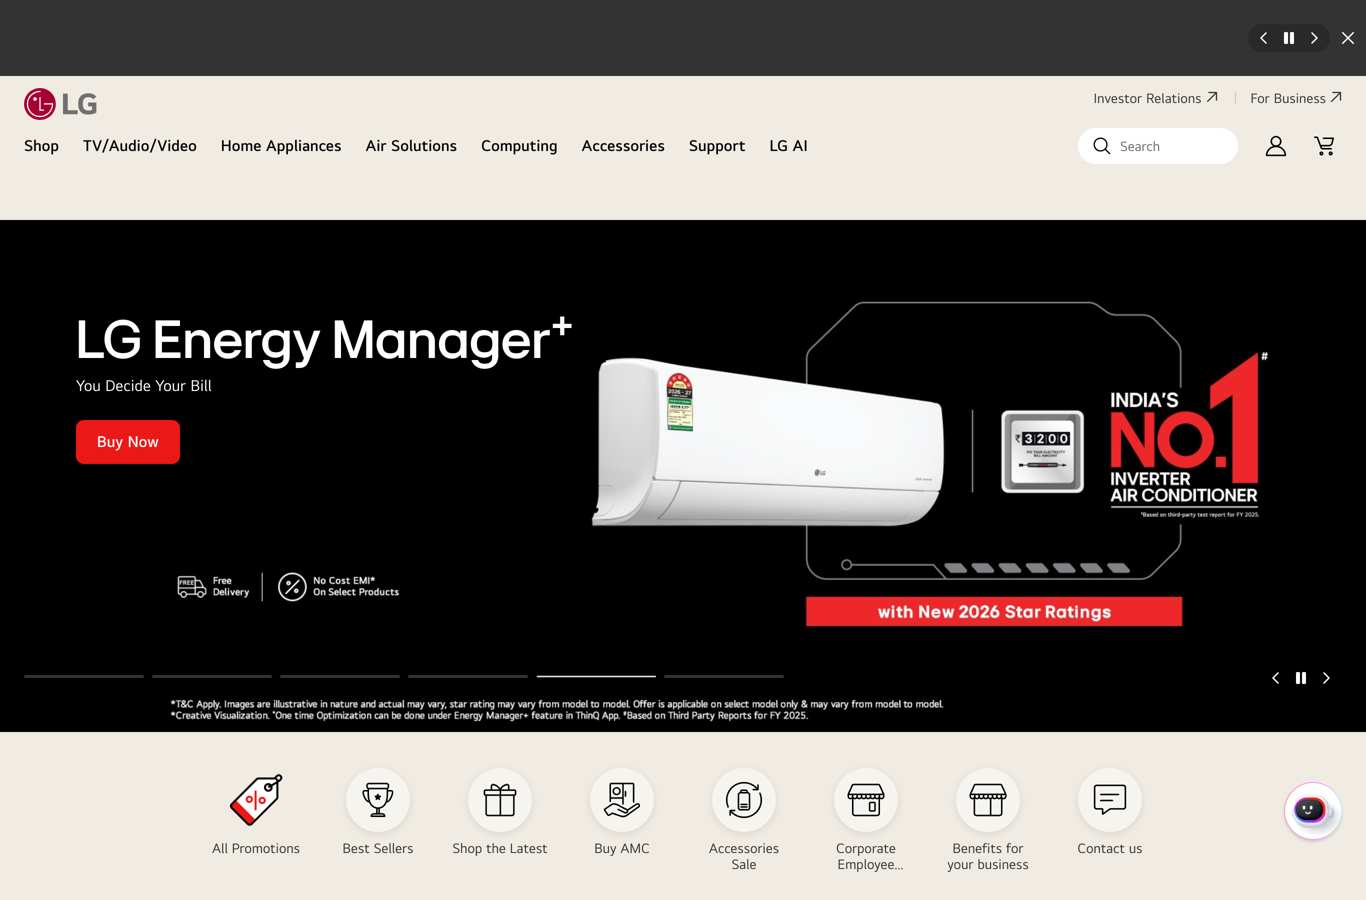 LG
Investor Relations
For Business
Shop
TV/Audio/Video
Home Appliances
Air Solutions
Computing
Accessories
Support
LG AI
Search
LG Energy Manager+
You Decide Your Bill
Buy Now
FREE
Free
Delivery
No Cost EMI*
On Select Products
2026 - 27
LG
₹3200
#
INDIA'S
NO.1
INVERTER
AIR CONDITIONER
*Based on third-party test report for FY 2025.
with New 2026 Star Ratings
*T&C Apply. Images are illustrative in nature and actual may vary, star rating may vary from model to model. Offer is applicable on select model only & may vary from model to model.
*Creative Visualization. ^One time Optimization can be done under Energy Manager+ feature in ThinQ App. #Based on Third Party Reports for FY 2025.
All Promotions
Best Sellers
Shop the Latest
Buy AMC
Accessories
Sale
Corporate
Employee...
Benefits for
your business
Contact us